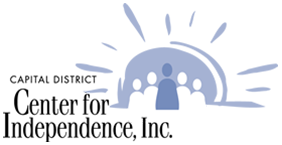 CAPITAL DISTRICT
Center for
Independence, Inc.